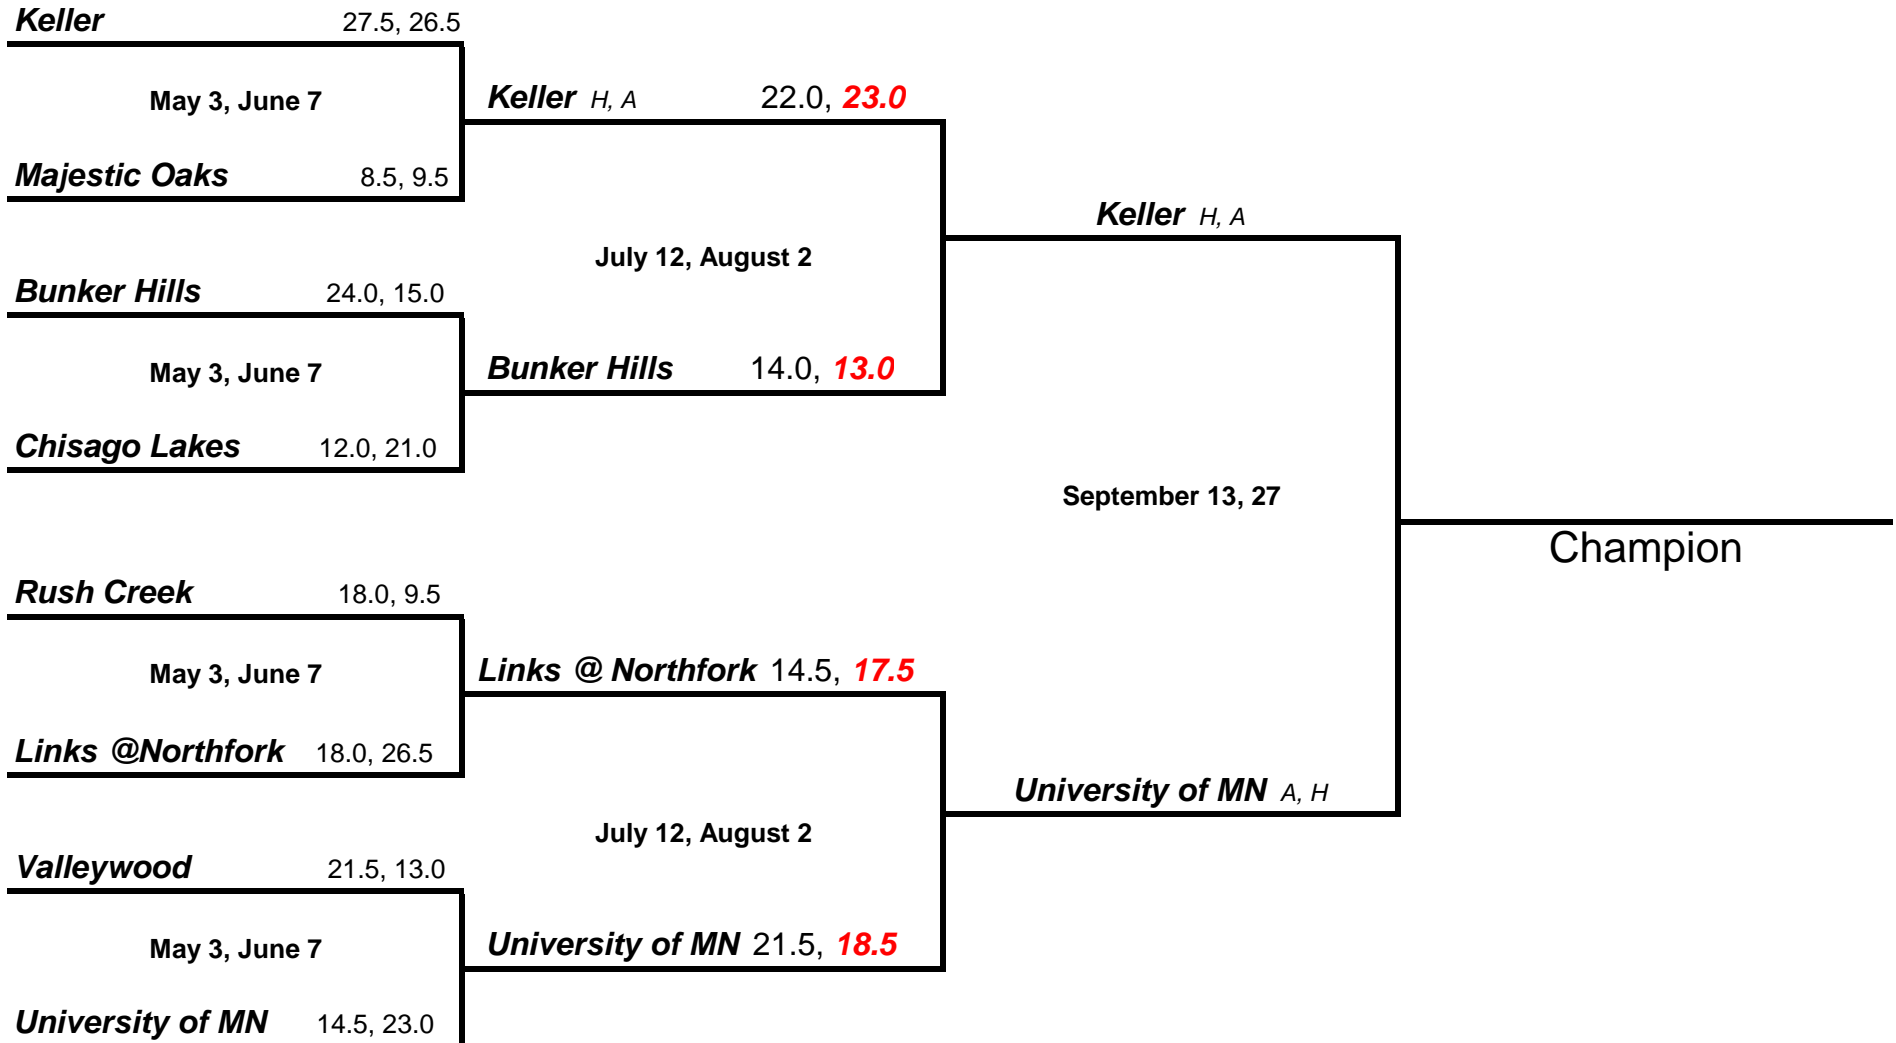 Keller 27.5, 26.5
May 3, June 7
Majestic Oaks 8.5, 9.5
Bunker Hills 24.0, 15.0
May 3, June 7
Chisago Lakes 12.0, 21.0
Rush Creek 18.0, 9.5
May 3, June 7
Links @Northfork 18.0, 26.5
Valleywood 21.5, 13.0
May 3, June 7
University of MN 14.5, 23.0
Keller H, A 22.0, 23.0
July 12, August 2
Bunker Hills 14.0, 13.0
Links @ Northfork 14.5, 17.5
July 12, August 2
University of MN 21.5, 18.5
Keller H, A
September 13, 27
University of MN A, H
Champion